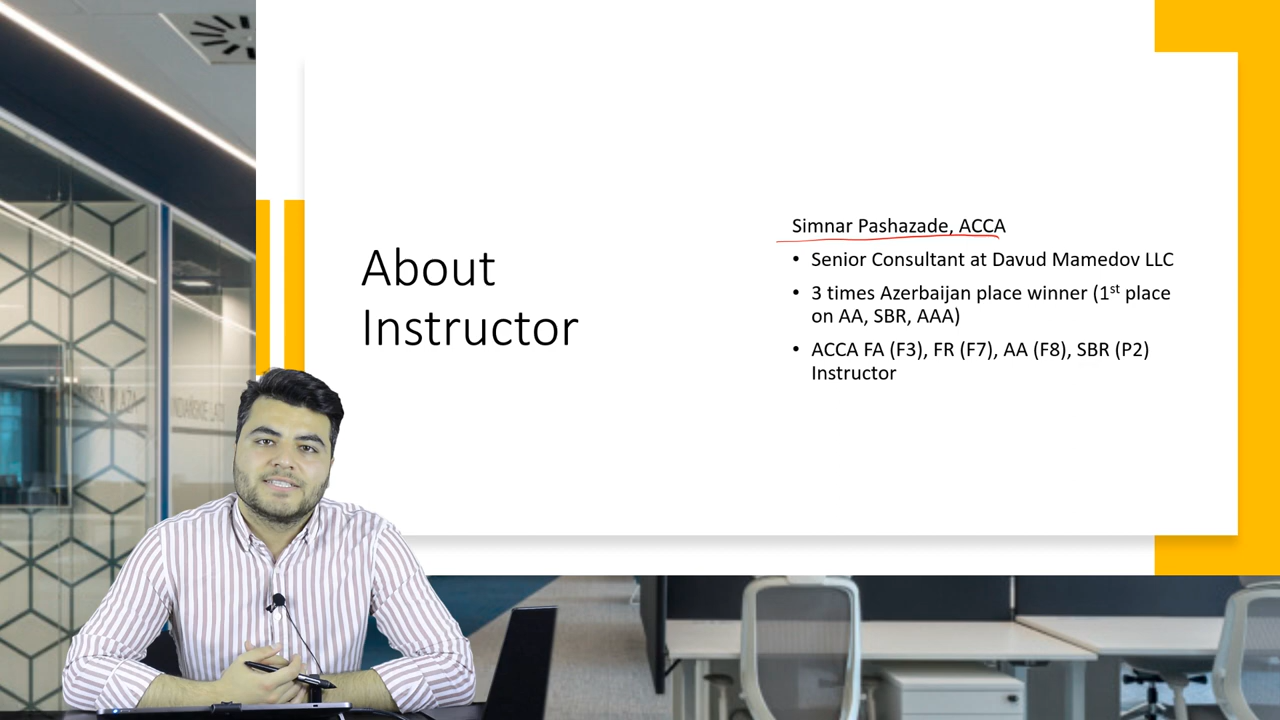 About
Instructor
Simnar Pashazade, ACCA
• Senior Consultant at Davud Mamedov LLC
• 3 times Azerbaijan place winner (1st place
on AA, SBR, AAA)
• ACCA FA (F3), FR (F7), AA (F8), SBR (P2)
Instructor